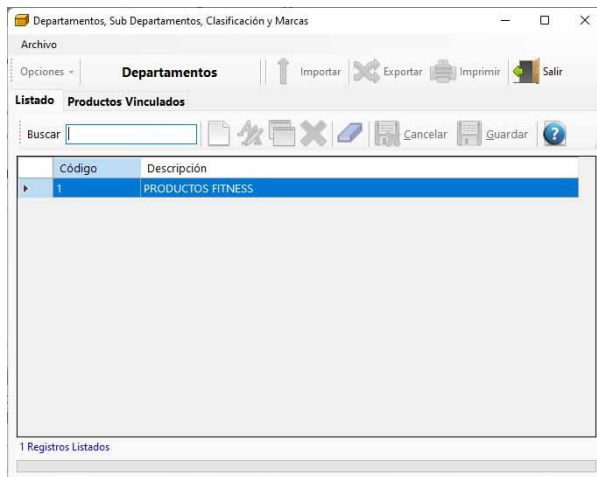 Departamentos, Sub Departamentos, Clasificación y Marcas
Archivo
Opciones Departamentos Importar Exportar Imprimir Salir
Listado Productos Vinculados
Buscar Cancelar Guardar
Código Descripción
1 PRODUCTOS FITNESS
1 Registros Listados